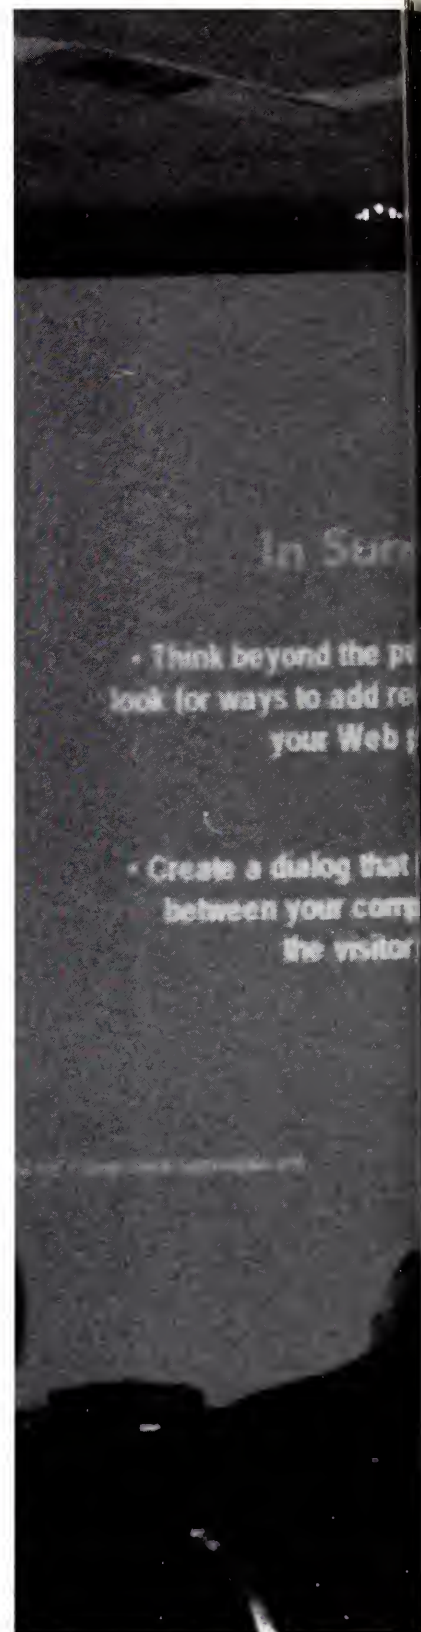 In Sum
• Think beyond the
look for ways to add
your Web
• Create a dialog that
between your comp
the visitor